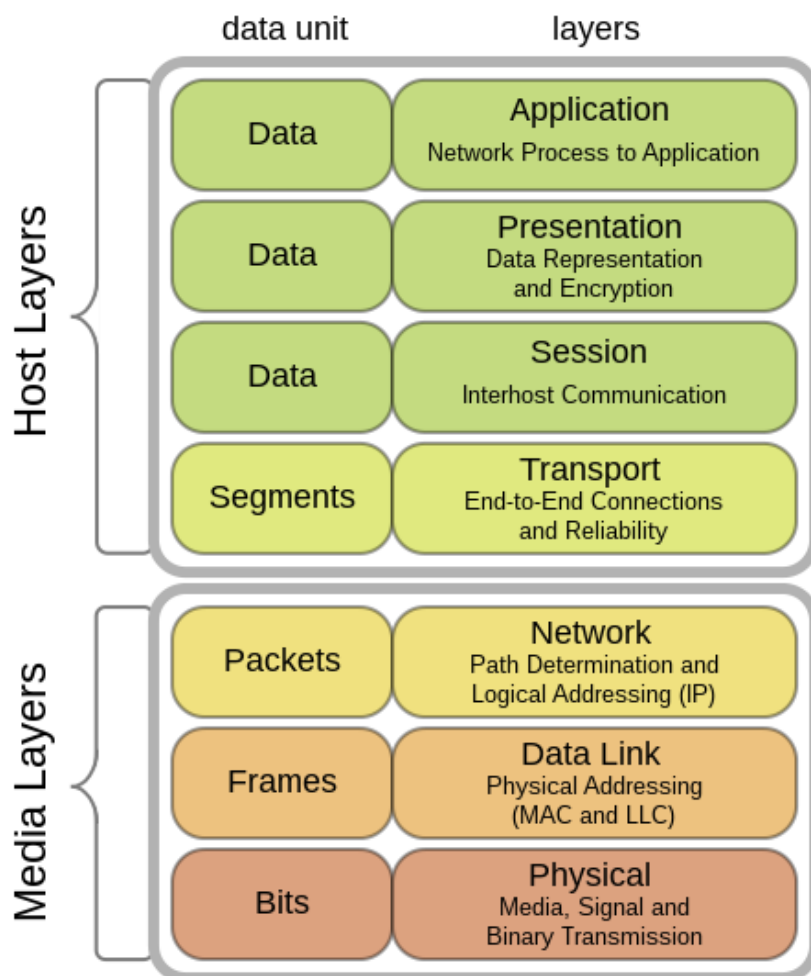 data unit
layers
Host Layers
Data
Application
Network Process to Application
Data
Presentation
Data Representation
and Encryption
Data
Session
Interhost Communication
Segments
Transport
End-to-End Connections
and Reliability
Media Layers
Packets
Network
Path Determination and
Logical Addressing (IP)
Frames
Data Link
Physical Addressing
(MAC and LLC)
Bits
Physical
Media, Signal and
Binary Transmission